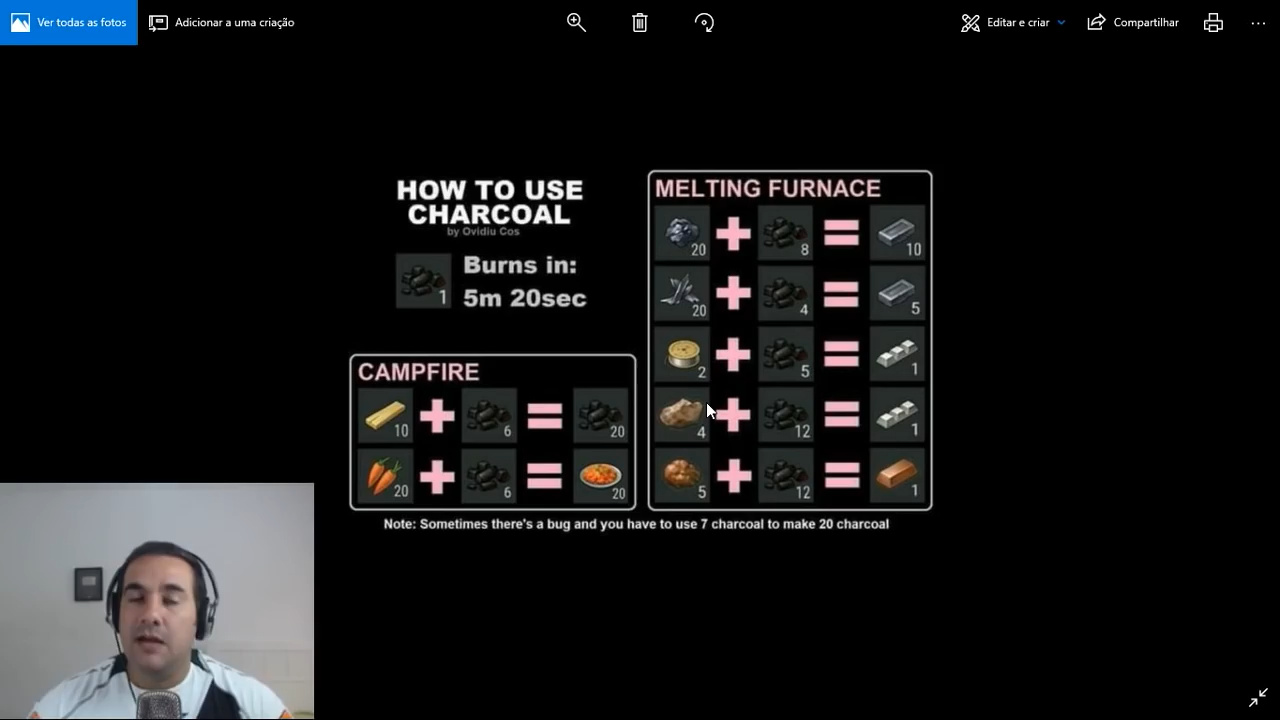 Ver todas as fotos
Adicionar a uma criação
Editar e criar
Compartilhar
HOW TO USE
CHARCOAL
by Ovidiu Cos
1
Burns in:
5m 20sec
CAMPFIRE
10 + 6 = 20
20 + 6 = 20
MELTING FURNACE
20 + 8 = 10
20 + 4 = 5
2 + 5 = 1
4 + 12 = 1
5 + 12 = 1
Note: Sometimes there's a bug and you have to use 7 charcoal to make 20 charcoal